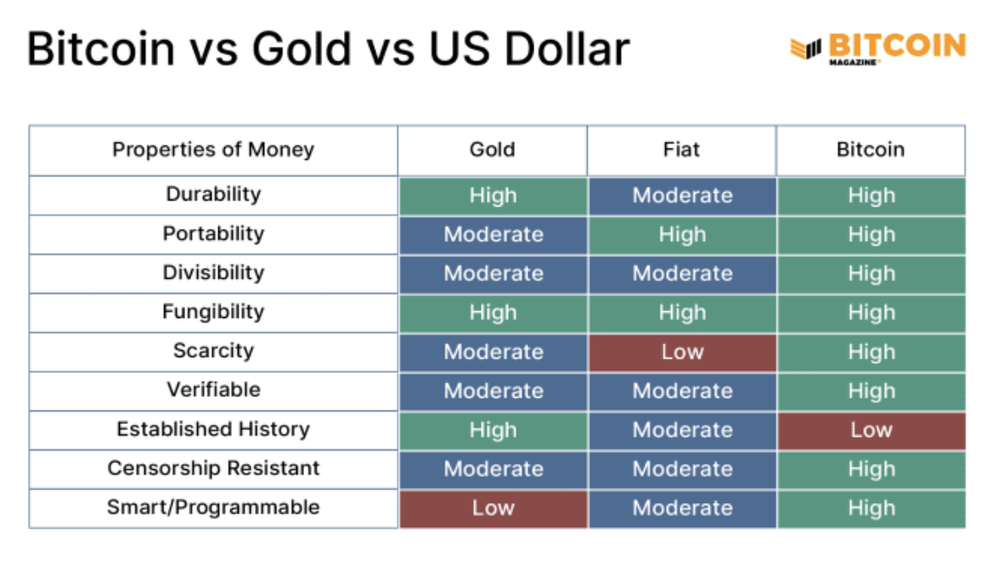 Bitcoin vs Gold vs US Dollar
BITCOIN
MAGAZINE
Properties of Money Gold Fiat Bitcoin
Durability High Moderate High
Portability Moderate High High
Divisibility Moderate Moderate High
Fungibility High High High
Scarcity Moderate Low High
Verifiable Moderate Moderate High
Established History High Moderate Low
Censorship Resistant Moderate Moderate High
Smart/Programmable Low Moderate High